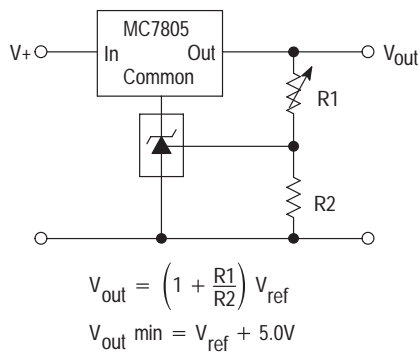 MC7805
V+
In
Out
Vout
Common
R1
R2
Vout = (1 + R1/R2) Vref
Vout min = Vref + 5.0V